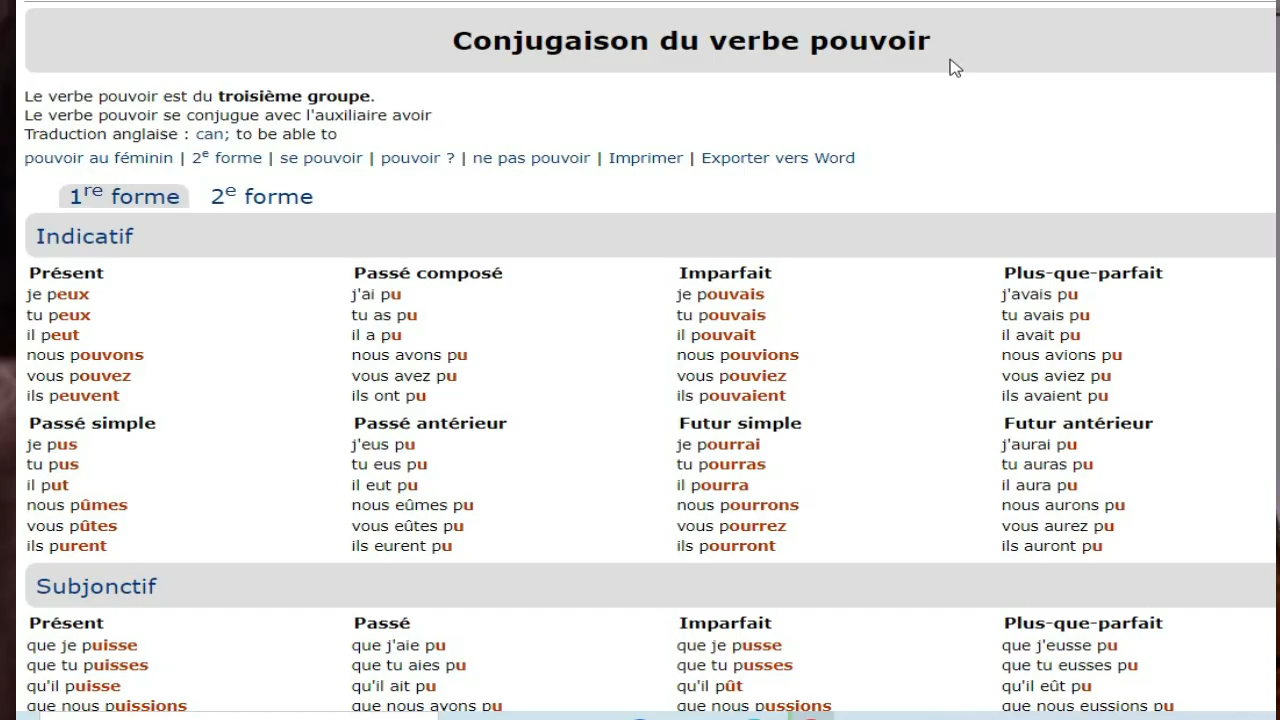 Conjugaison du verbe pouvoir
Le verbe pouvoir est du troisième groupe.
Le verbe pouvoir se conjugue avec l'auxiliaire avoir
Traduction anglaise : can; to be able to
pouvoir au féminin | 2e forme | se pouvoir | pouvoir ? | ne pas pouvoir | Imprimer | Exporter vers Word
1re forme 2e forme
Indicatif
Présent
je peux
tu peux
il peut
nous pouvons
vous pouvez
ils peuvent
Passé composé
j'ai pu
tu as pu
il a pu
nous avons pu
vous avez pu
ils ont pu
Imparfait
je pouvais
tu pouvais
il pouvait
nous pouvions
vous pouviez
ils pouvaient
Plus-que-parfait
j'avais pu
tu avais pu
il avait pu
nous avions pu
vous aviez pu
ils avaient pu
Passé simple
je pus
tu pus
il put
nous pûmes
vous pûtes
ils purent
Passé antérieur
j'eus pu
tu eus pu
il eut pu
nous eûmes pu
vous eûtes pu
ils eurent pu
Futur simple
je pourrai
tu pourras
il pourra
nous pourrons
vous pourrez
ils pourront
Futur antérieur
j'aurai pu
tu auras pu
il aura pu
nous aurons pu
vous aurez pu
ils auront pu
Subjonctif
Présent
que je puisse
que tu puisses
qu'il puisse
que nous puissions
Passé
que j'aie pu
que tu aies pu
qu'il ait pu
que nous ayons pu
Imparfait
que je pusse
que tu pusses
qu'il pût
que nous pussions
Plus-que-parfait
que j'eusse pu
que tu eusses pu
qu'il eût pu
que nous eussions pu